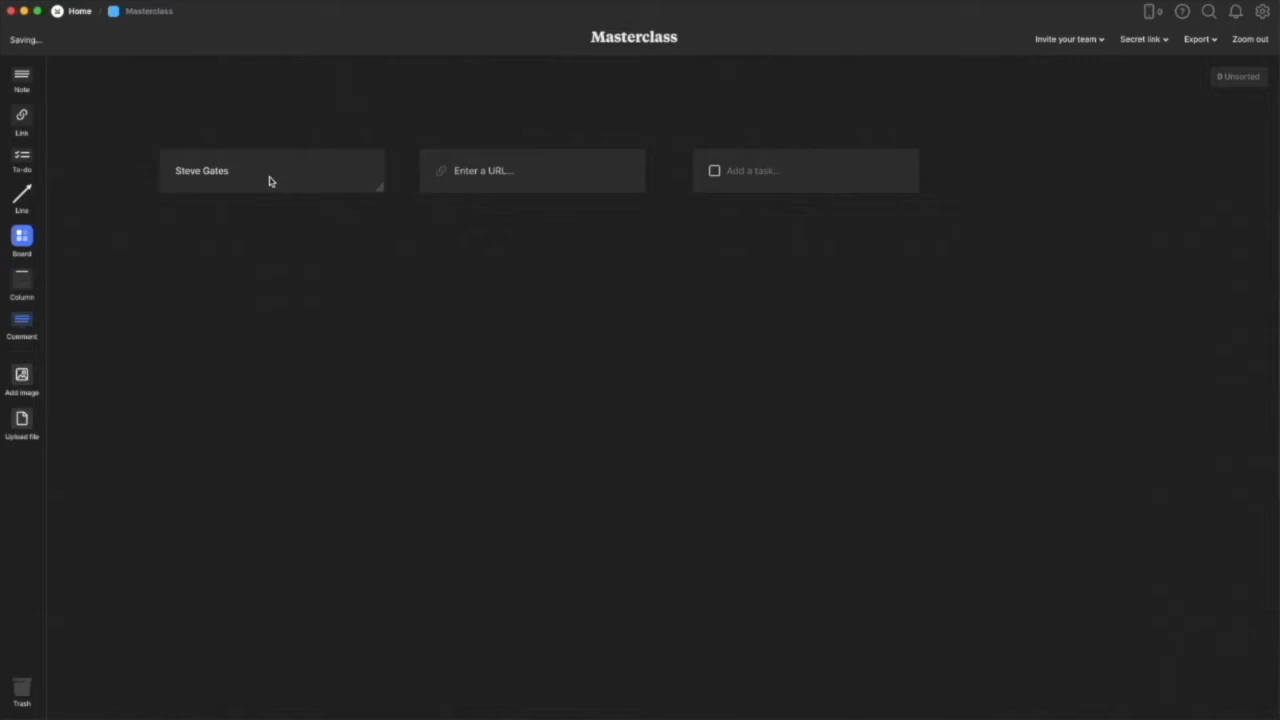 Home / Masterclass
0
Saving...
Masterclass
Invite your team
Secret link
Export
Zoom out
0 Unsorted
Note
Link
To-do
Line
Board
Column
Comment
Add image
Upload file
Trash
Steve Gates
Enter a URL...
Add a task...